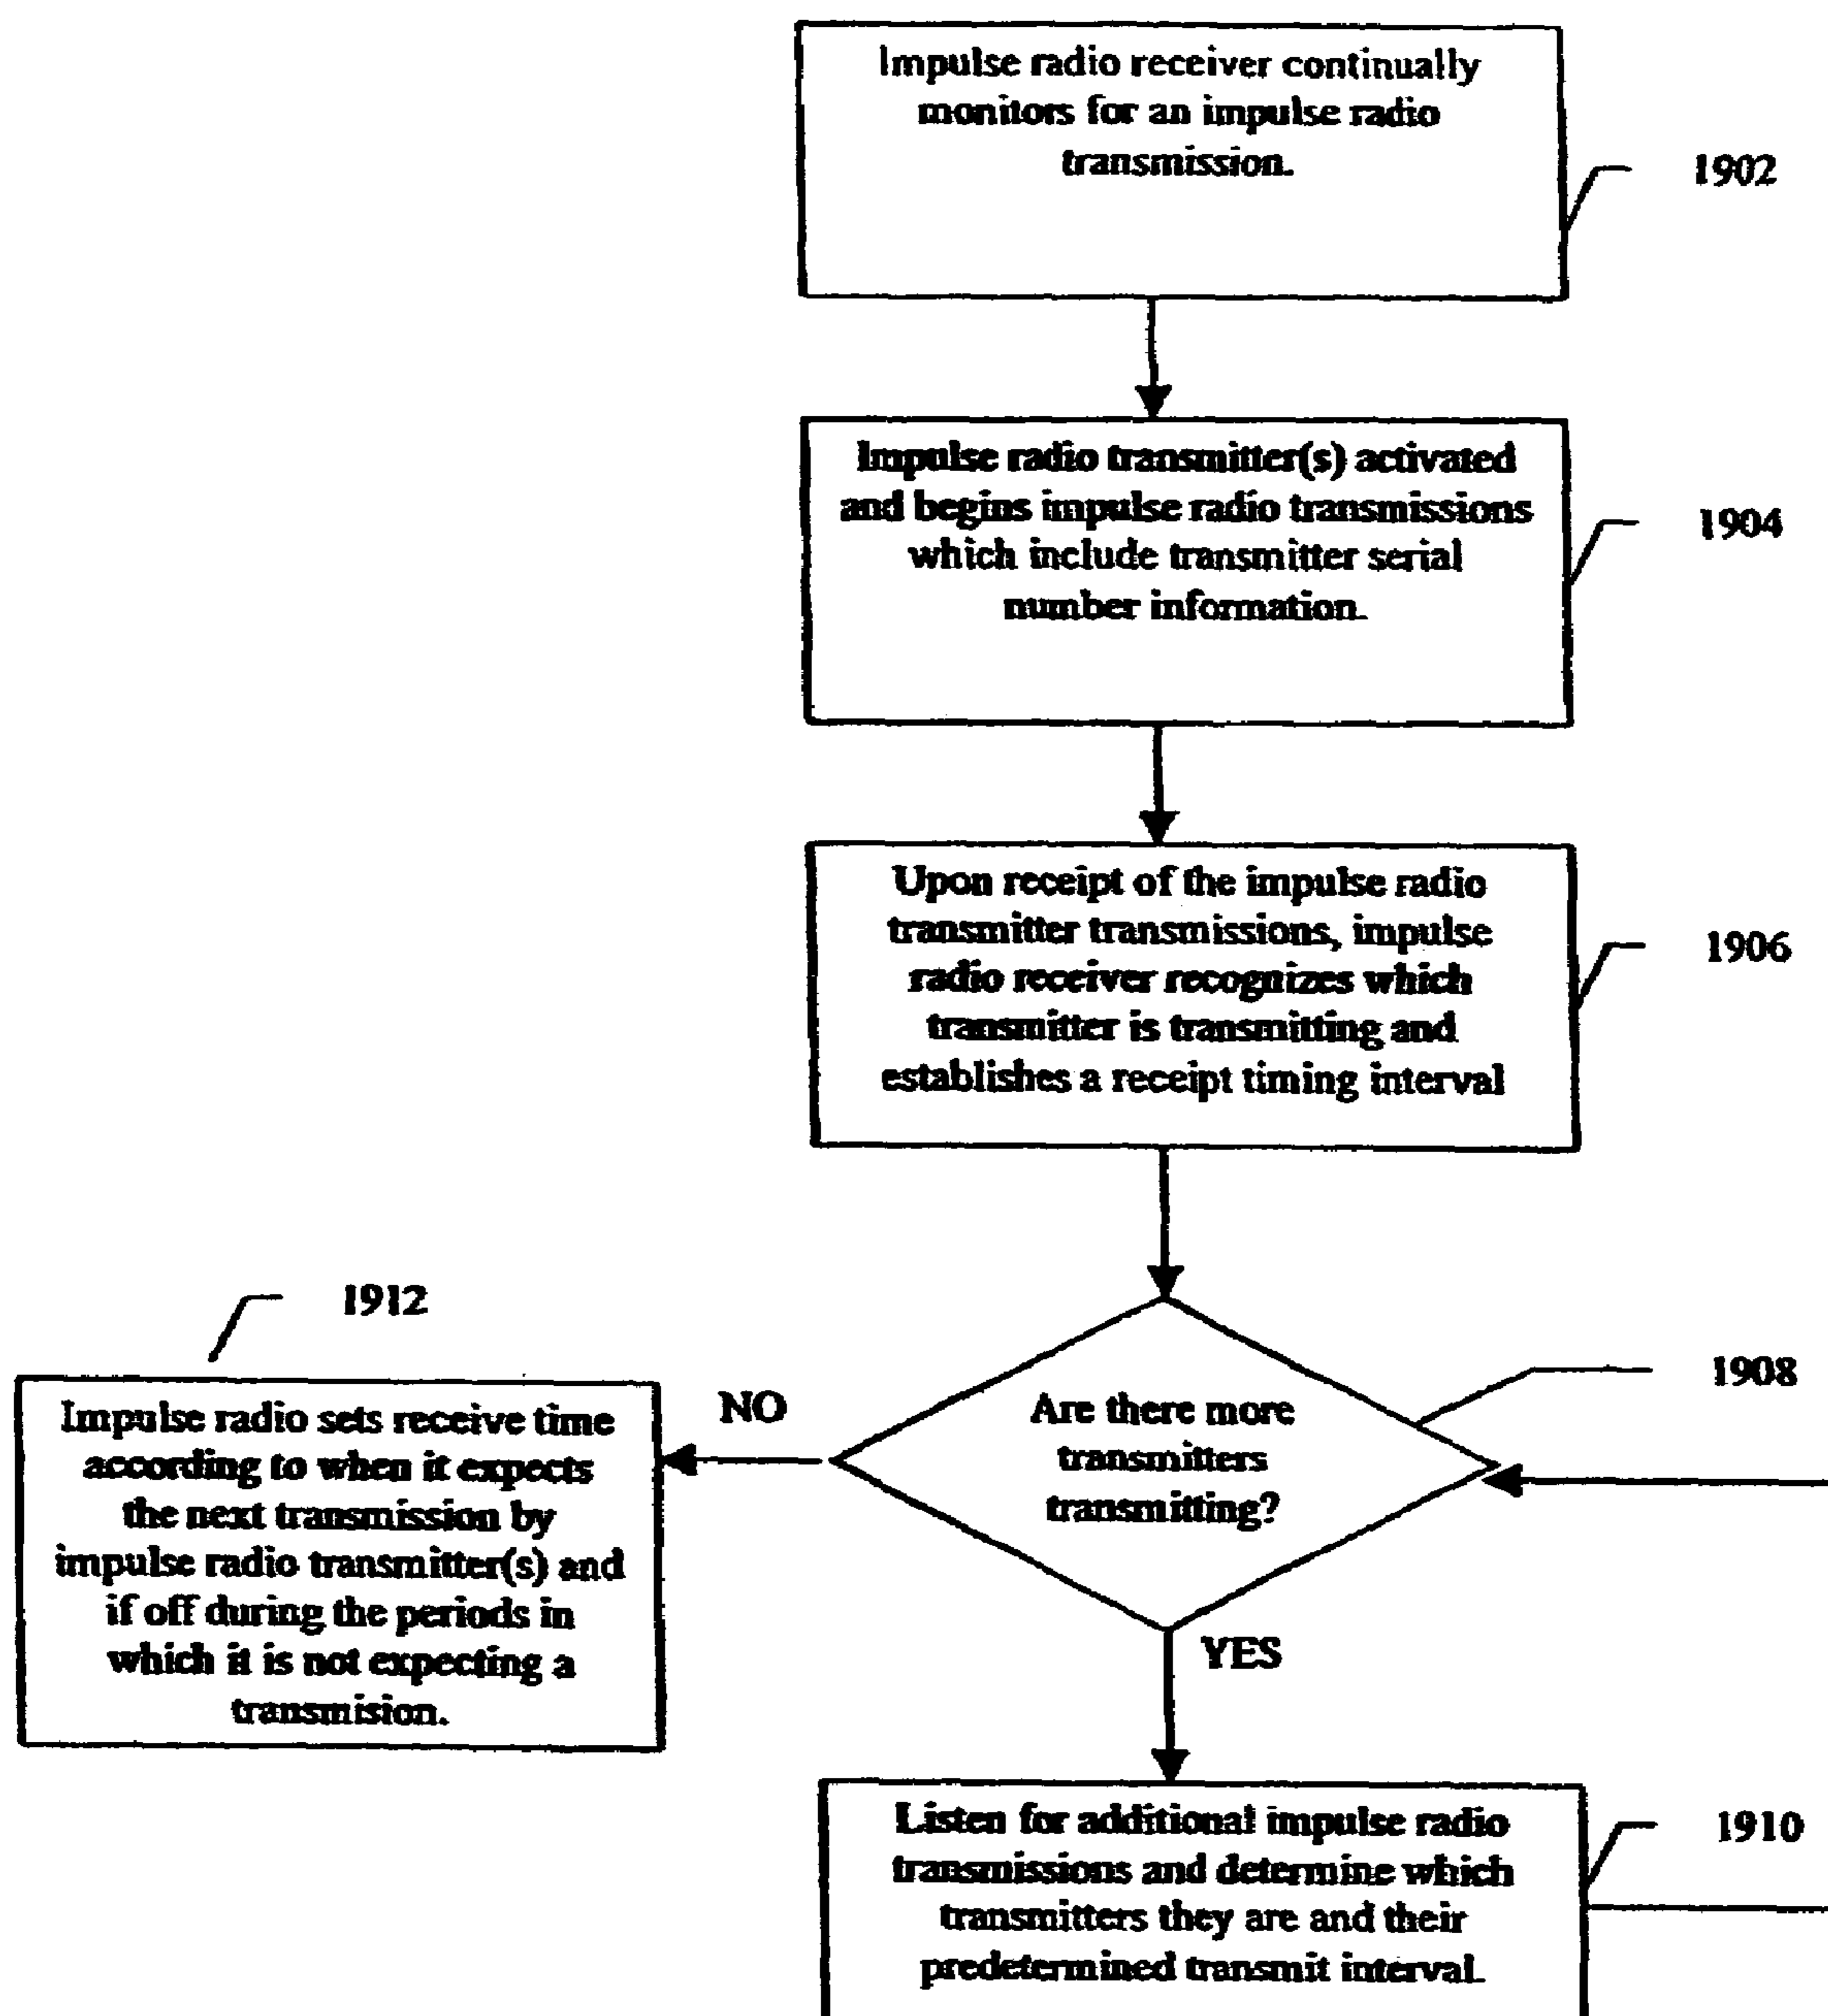 Impulse radio receiver continually
monitors for an impulse radio
transmission.
1902
Impulse radio transmitter(s) activated
and begins impulse radio transmissions
which include transmitter serial
number information.
1904
Upon receipt of the impulse radio
transmitter transmissions, impulse
radio receiver recognizes which
transmitter is transmitting and
establishes a receipt timing interval
1906
Are there more
transmitters
transmitting?
1908
NO
YES
1912
Impulse radio sets receive time
according to when it expects
the next transmission by
impulse radio transmitter(s) and
if off during the periods in
which it is not expecting a
transmision.
Listen for additional impulse radio
transmissions and determine which
transmitters they are and their
predetermined transmit interval.
1910